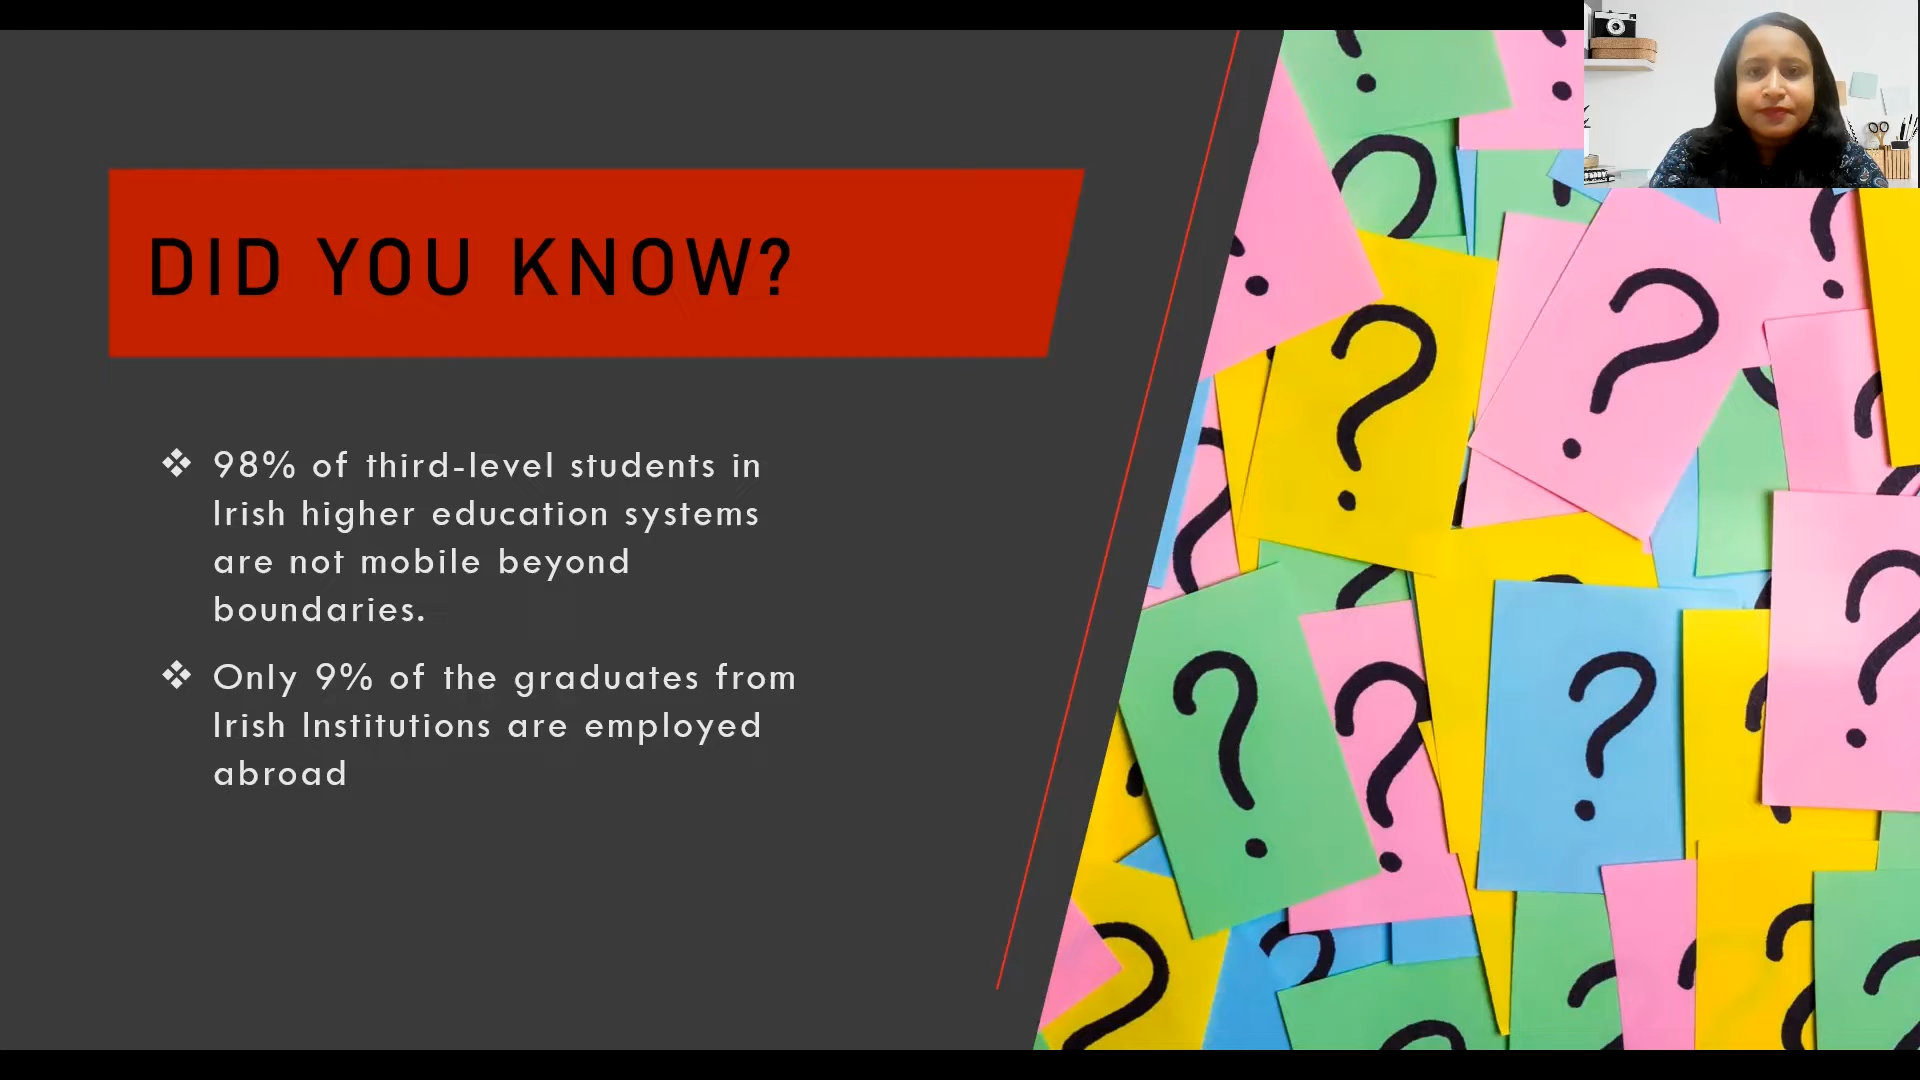 DID YOU KNOW?
❖ 98% of third-level students in
Irish higher education systems
are not mobile beyond
boundaries.
❖ Only 9% of the graduates from
Irish Institutions are employed
abroad